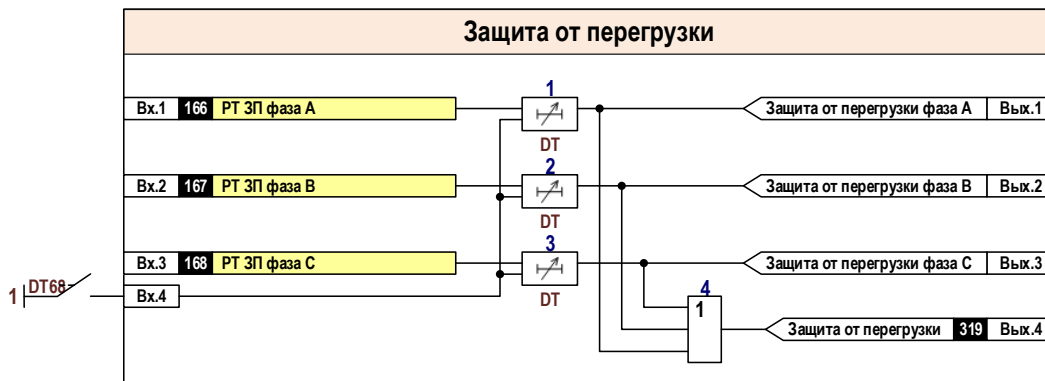 Защита от перегрузки
1
Вх.1 166 РТ ЗП фаза А
Защита от перегрузки фаза А Вых.1
DT
2
Вх.2 167 РТ ЗП фаза В
Защита от перегрузки фаза В Вых.2
DT
3
Вх.3 168 РТ ЗП фаза С
Защита от перегрузки фаза С Вых.3
DT
1 DT68
Вх.4
4
1
Защита от перегрузки 319 Вых.4